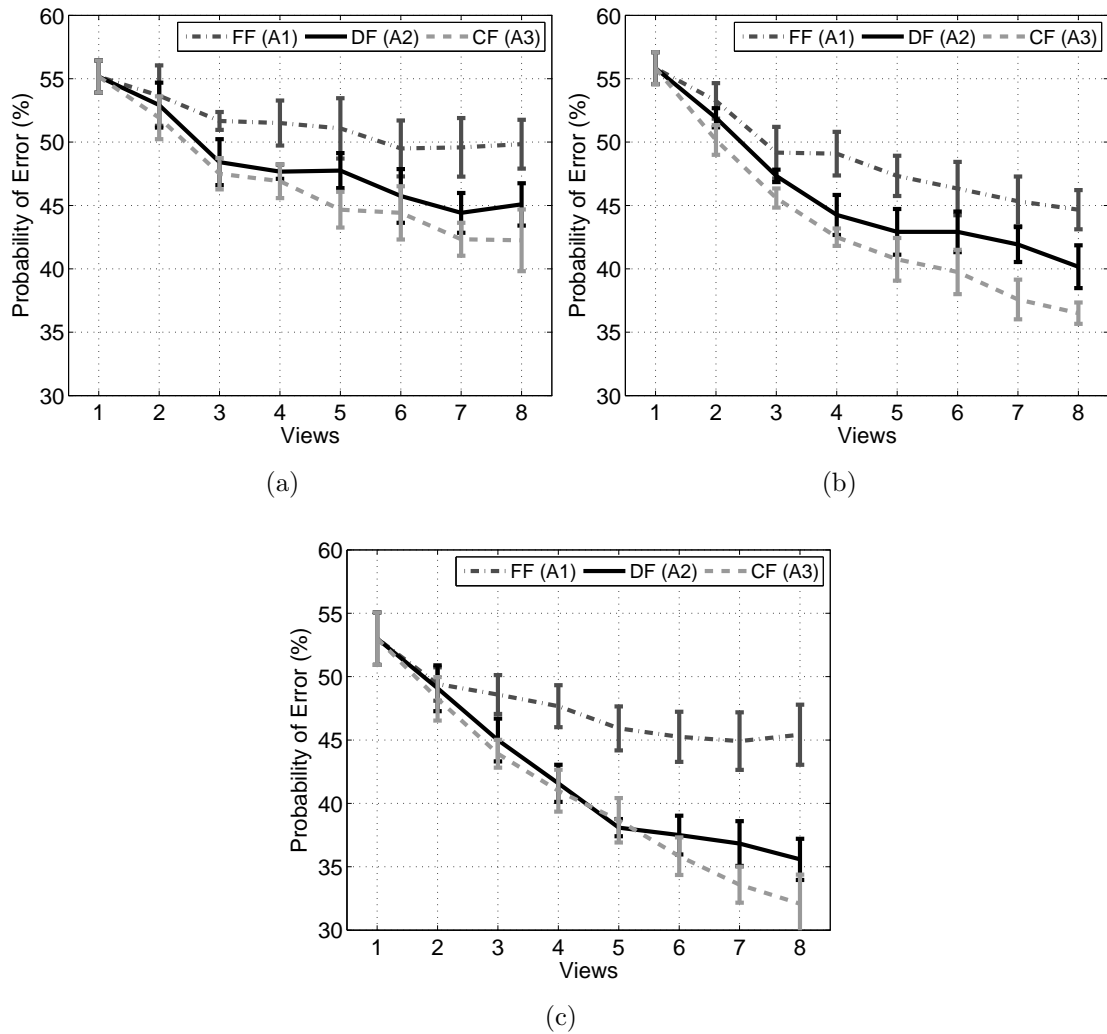 60
55
50
45
40
35
30
Probability of Error (%)
FF (A1) DF (A2) CF (A3)
1 2 3 4 5 6 7 8
Views
(a)
60
55
50
45
40
35
30
Probability of Error (%)
FF (A1) DF (A2) CF (A3)
1 2 3 4 5 6 7 8
Views
(b)
60
55
50
45
40
35
30
Probability of Error (%)
FF (A1) DF (A2) CF (A3)
1 2 3 4 5 6 7 8
Views
(c)